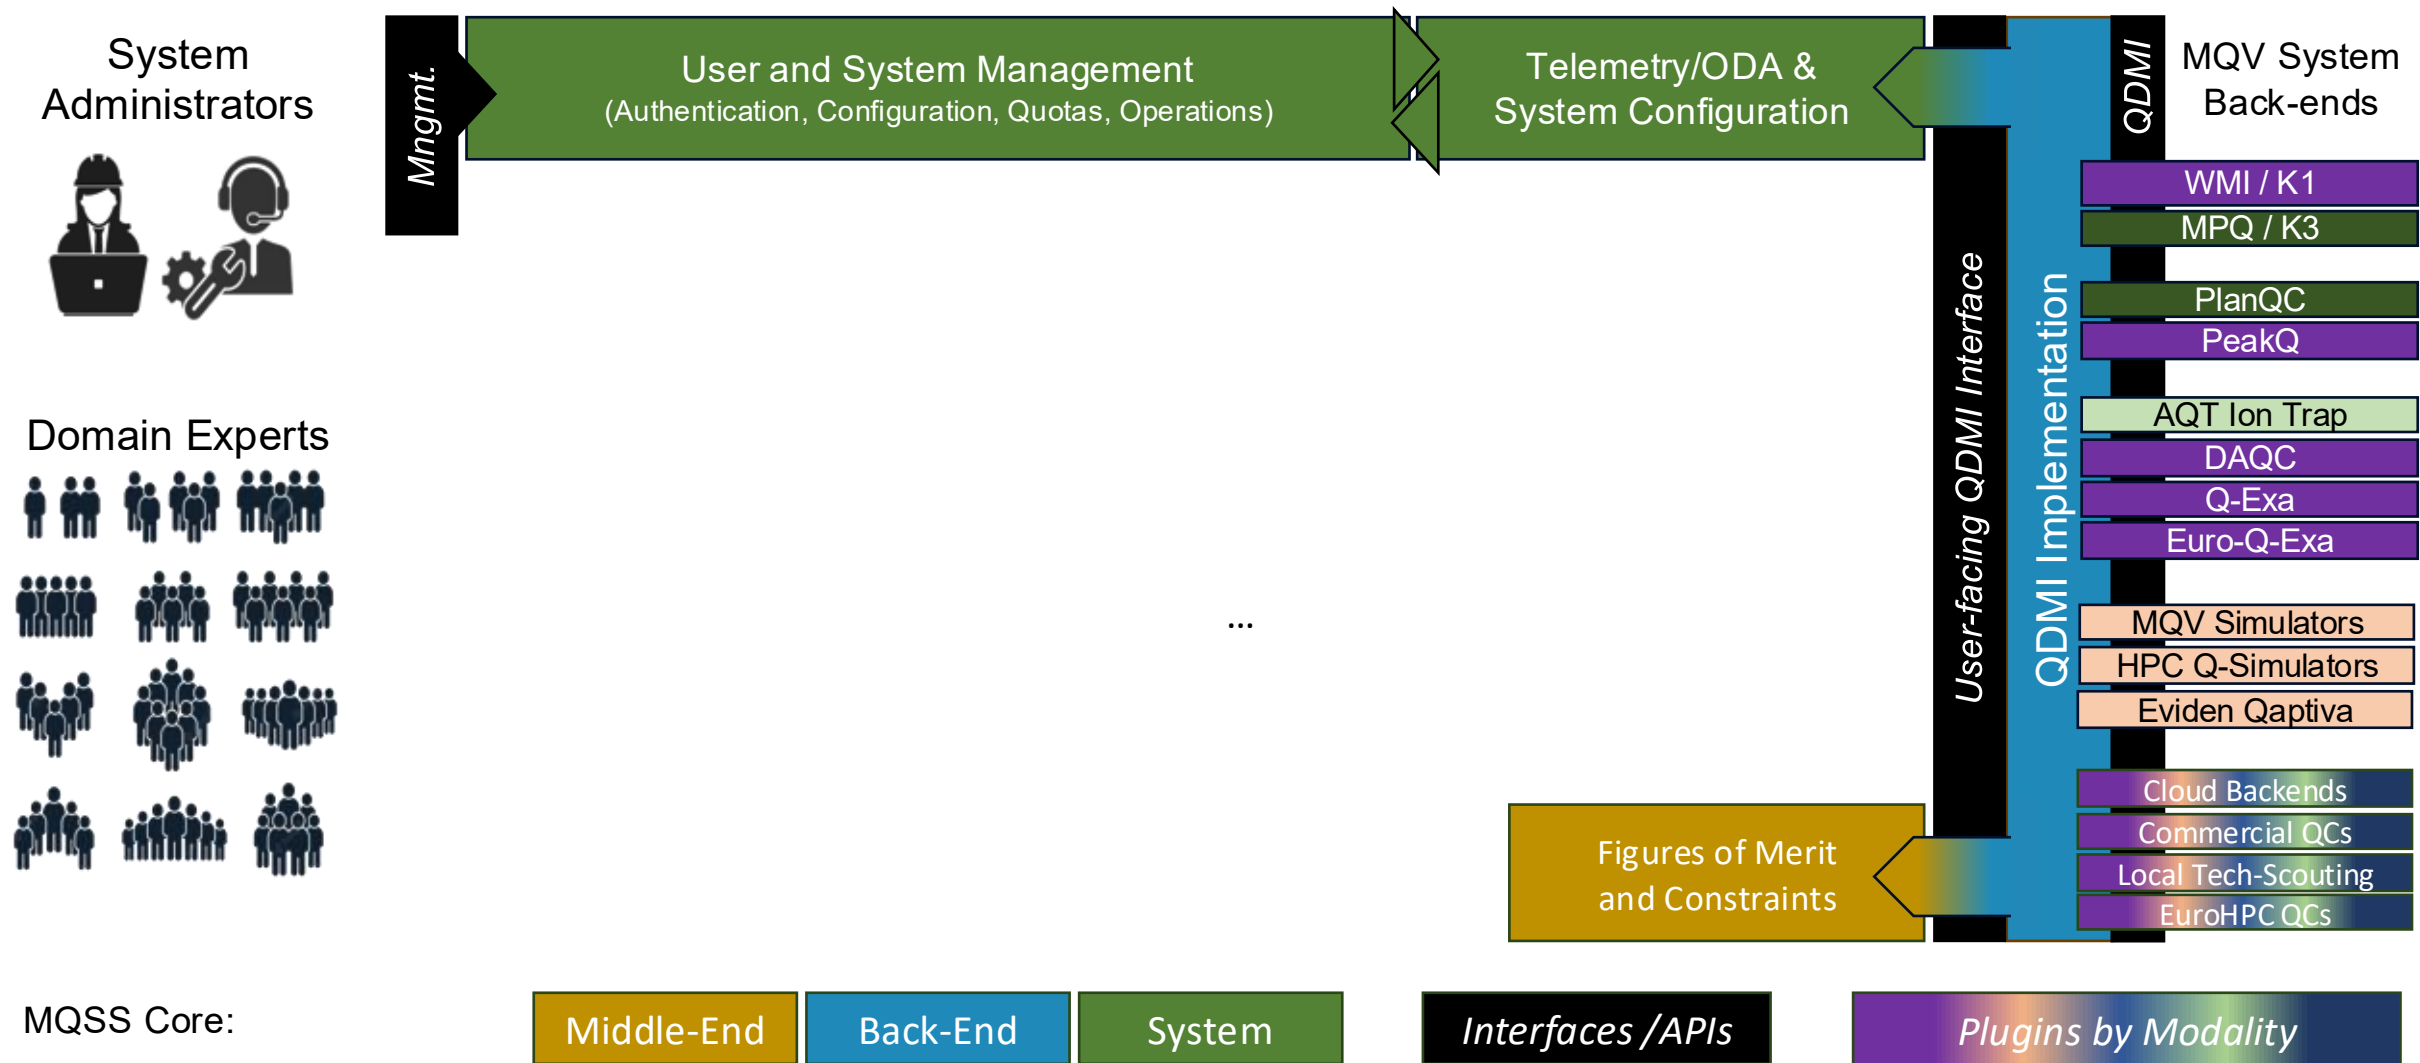 System
Administrators
Mngmt.
User and System Management
(Authentication, Configuration, Quotas, Operations)
Telemetry/ODA &
System Configuration
User-facing QDMI Interface
QDMI Implementation
QDMI
MQV System
Back-ends
WMI / K1
MPQ / K3
PlanQC
PeakQ
AQT Ion Trap
DAQC
Q-Exa
Euro-Q-Exa
MQV Simulators
HPC Q-Simulators
Eviden Qaptiva
Cloud Backends
Commercial QCs
Local Tech-Scouting
EuroHPC QCs
Domain Experts
...
Figures of Merit
and Constraints
MQSS Core:
Middle-End
Back-End
System
Interfaces /APIs
Plugins by Modality